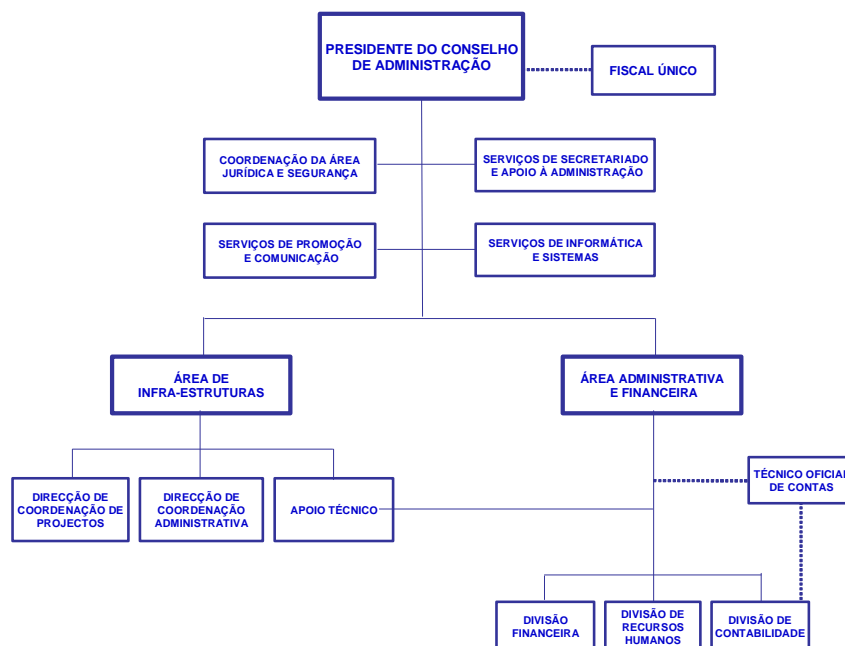 PRESIDENTE DO CONSELHO
DE ADMINISTRAÇÃO
FISCAL ÚNICO
COORDENAÇÃO DA ÁREA
JURÍDICA E SEGURANÇA
SERVIÇOS DE SECRETARIADO
E APOIO À ADMINISTRAÇÃO
SERVIÇOS DE PROMOÇÃO
E COMUNICAÇÃO
SERVIÇOS DE INFORMÁTICA
E SISTEMAS
ÁREA DE
INFRA-ESTRUTURAS
ÁREA ADMINISTRATIVA
E FINANCEIRA
DIRECÇÃO DE
COORDENAÇÃO DE
PROJECTOS
DIRECÇÃO DE
COORDENAÇÃO
ADMINISTRATIVA
APOIO TÉCNICO
TÉCNICO OFICIAL
DE CONTAS
DIVISÃO
FINANCEIRA
DIVISÃO DE
RECURSOS
HUMANOS
DIVISÃO DE
CONTABILIDADE